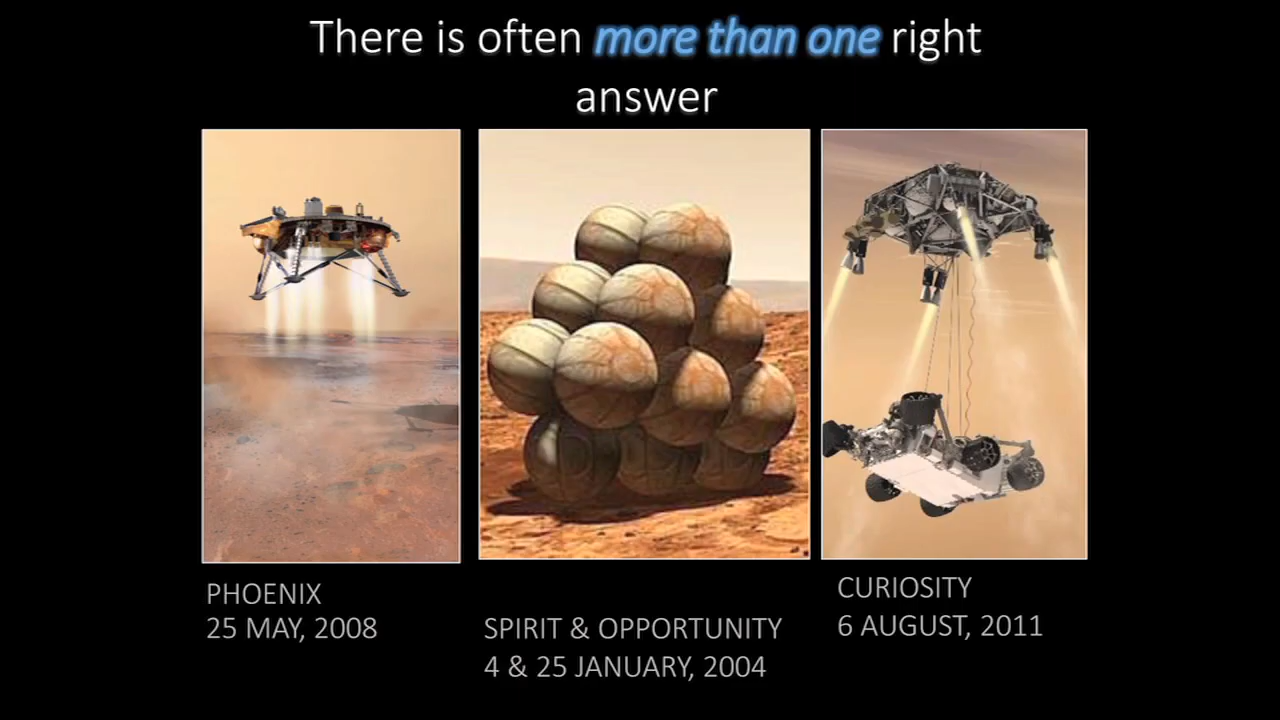 There is often more than one right
answer
PHOENIX
25 MAY, 2008
SPIRIT & OPPORTUNITY
4 & 25 JANUARY, 2004
CURIOSITY
6 AUGUST, 2011